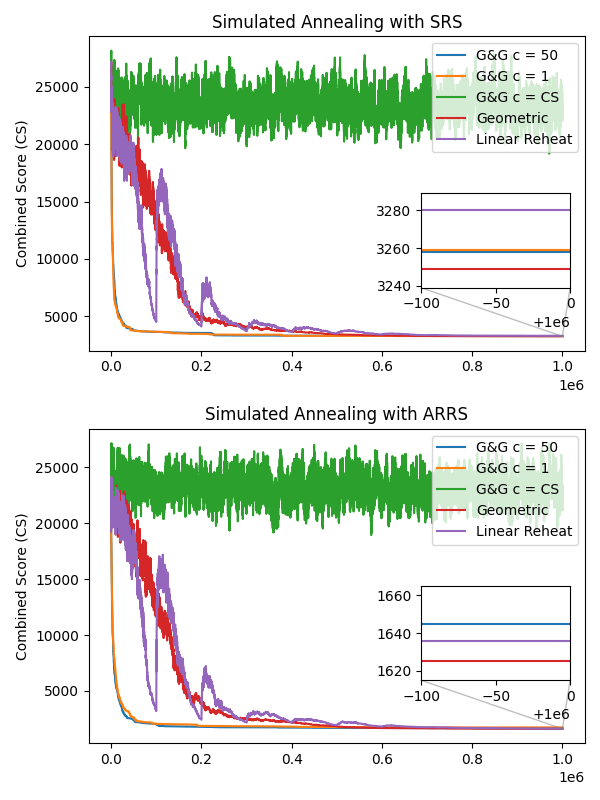 Simulated Annealing with SRS
Combined Score (CS)
25000
20000
15000
10000
5000
G&G c = 50
G&G c = 1
G&G c = CS
Geometric
Linear Reheat
3280
3260
3240
−100
−50
0
+1e6
0.0
0.2
0.4
0.6
0.8
1.0
1e6
Simulated Annealing with ARRS
Combined Score (CS)
25000
20000
15000
10000
5000
G&G c = 50
G&G c = 1
G&G c = CS
Geometric
Linear Reheat
1660
1640
1620
−100
−50
0
+1e6
0.0
0.2
0.4
0.6
0.8
1.0
1e6